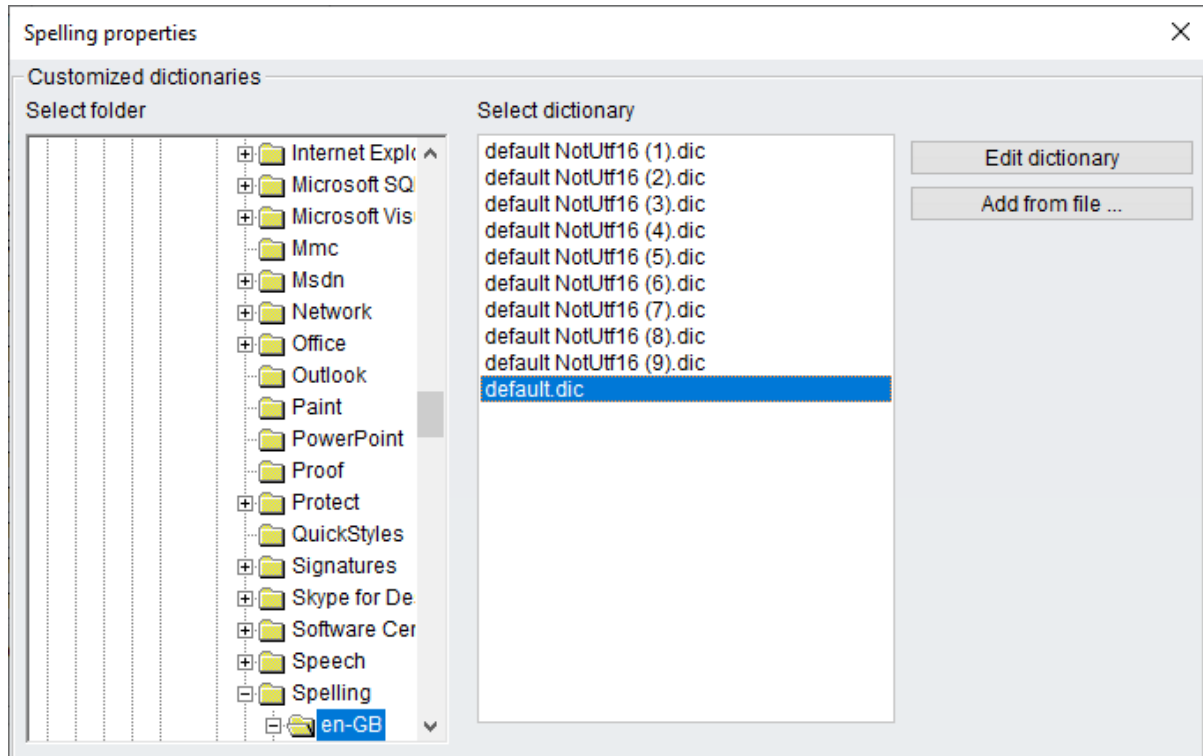 Spelling properties
Customized dictionaries
Select folder
Select dictionary
Internet Expl
Microsoft SQ
Microsoft Vis
Mmc
Msdn
Network
Office
Outlook
Paint
PowerPoint
Proof
Protect
QuickStyles
Signatures
Skype for De
Software Cer
Speech
Spelling
en-GB
default NotUtf16 (1).dic
default NotUtf16 (2).dic
default NotUtf16 (3).dic
default NotUtf16 (4).dic
default NotUtf16 (5).dic
default NotUtf16 (6).dic
default NotUtf16 (7).dic
default NotUtf16 (8).dic
default NotUtf16 (9).dic
default.dic
Edit dictionary
Add from file ...